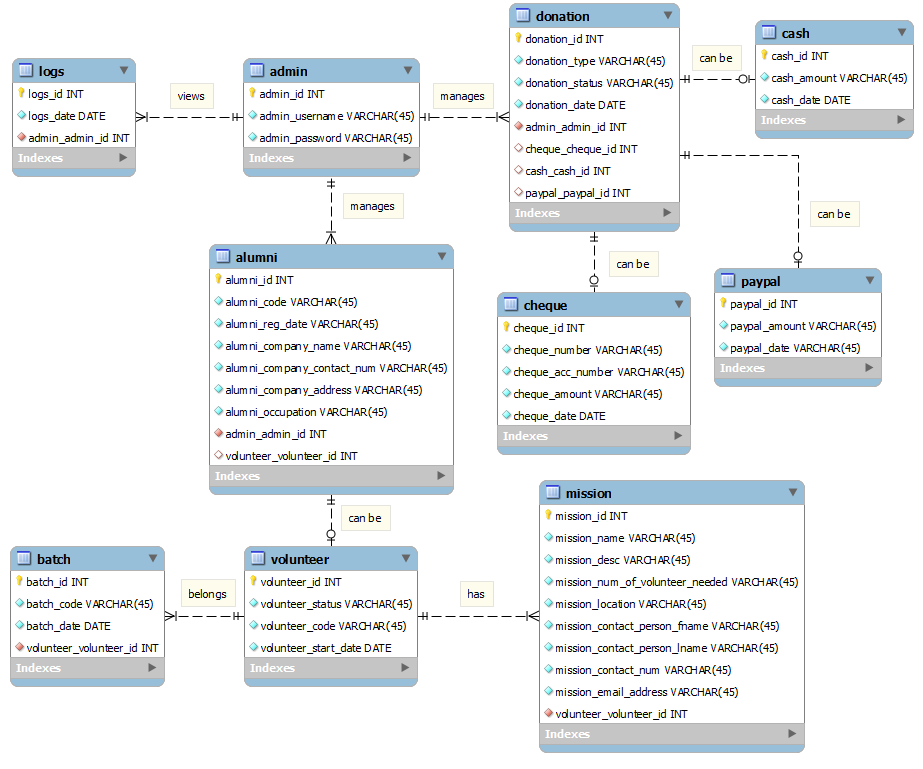 logs
logs_id INT
logs_date DATE
admin_admin_id INT
Indexes
views
admin
admin_id INT
admin_username VARCHAR(45)
admin_password VARCHAR(45)
Indexes
manages
donation
donation_id INT
donation_type VARCHAR(45)
donation_status VARCHAR(45)
donation_date DATE
admin_admin_id INT
cheque_cheque_id INT
cash_cash_id INT
paypal_paypal_id INT
Indexes
can be
cash
cash_id INT
cash_amount VARCHAR(45)
cash_date DATE
Indexes
can be
paypal
paypal_id INT
paypal_amount VARCHAR(45)
paypal_date VARCHAR(45)
Indexes
can be
cheque
cheque_id INT
cheque_number VARCHAR(45)
cheque_acc_number VARCHAR(45)
cheque_amount VARCHAR(45)
cheque_date DATE
Indexes
manages
alumni
alumni_id INT
alumni_code VARCHAR(45)
alumni_reg_date VARCHAR(45)
alumni_company_name VARCHAR(45)
alumni_company_contact_num VARCHAR(45)
alumni_company_address VARCHAR(45)
alumni_occupation VARCHAR(45)
admin_admin_id INT
volunteer_volunteer_id INT
Indexes
can be
batch
batch_id INT
batch_code VARCHAR(45)
batch_date DATE
volunteer_volunteer_id INT
Indexes
belongs
volunteer
volunteer_id INT
volunteer_status VARCHAR(45)
volunteer_code VARCHAR(45)
volunteer_start_date DATE
Indexes
has
mission
mission_id INT
mission_name VARCHAR(45)
mission_desc VARCHAR(45)
mission_num_of_volunteer_needed VARCHAR(45)
mission_location VARCHAR(45)
mission_contact_person_fname VARCHAR(45)
mission_contact_person_lname VARCHAR(45)
mission_contact_num VARCHAR(45)
mission_email_address VARCHAR(45)
volunteer_volunteer_id INT
Indexes